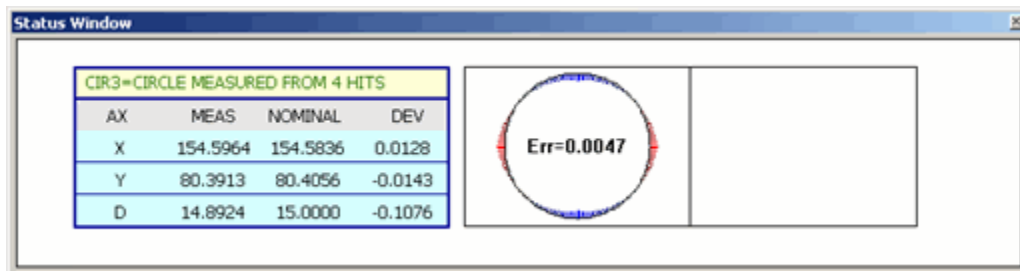 Status Window
CIR3=CIRCLE MEASURED FROM 4 HITS
AX MEAS NOMINAL DEV
X 154.5964 154.5836 0.0128
Y 80.3913 80.4056 -0.0143
D 14.8924 15.0000 -0.1076
Err=0.0047